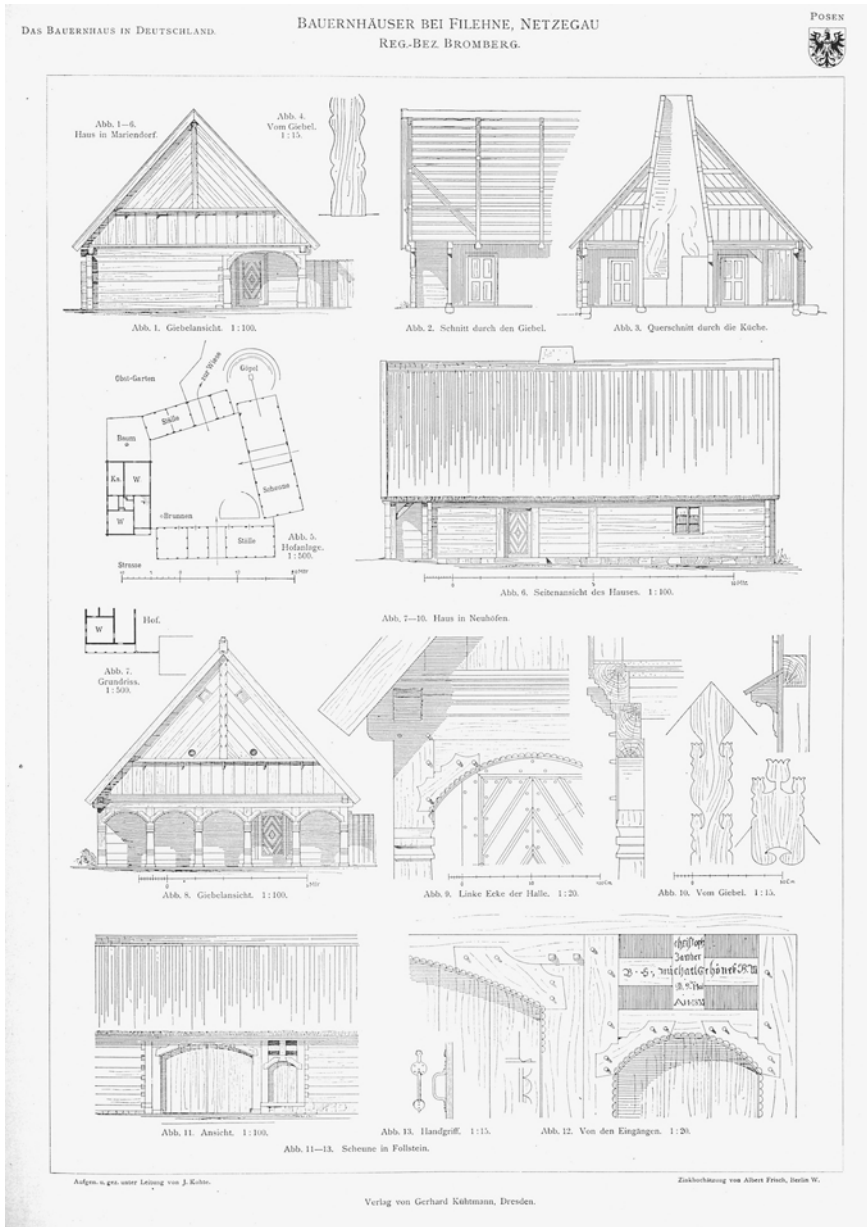 DAS BAUERNHAUS IN DEUTSCHLAND.
BAUERNHÄUSER BEI FILEHNE, NETZEGAU
REG.-BEZ. BROMBERG.
POSEN
Abb. 1—6.
Haus in Mariendorf.
Abb. 4.
Vom Giebel.
1:15.
Abb. 1. Giebelansicht. 1:100.
Abb. 2. Schnitt durch den Giebel.
Abb. 3. Querschnitt durch die Küche.
Obst-Garten
zur Wiese
Göpel
Ställe
Baum
Ka.
W.
W
Scheune
Brunnen
Ställe
Strasse
Abb. 5.
Hofanlage.
1:500.
Abb. 6. Seitenansicht des Hauses. 1:100.
Abb. 7—10. Haus in Neuhöfen.
W
Hof.
Abb. 7.
Grundriss.
1:500.
Abb. 8. Giebelansicht. 1:100.
Abb. 9. Linke Ecke der Halle. 1:20.
Abb. 10. Vom Giebel. 1:15.
christoph
B. S.
Abb. 11. Ansicht. 1:100.
Abb. 13. Handgriff. 1:15.
Abb. 12. Von den Eingängen. 1:20.
Abb. 11—13. Scheune in Follstein.
Aufgen. u. gez. unter Leitung von J. Kohte.
Zinkhochätzung von Albert Frisch, Berlin W.
Verlag von Gerhard Kühtmann, Dresden.